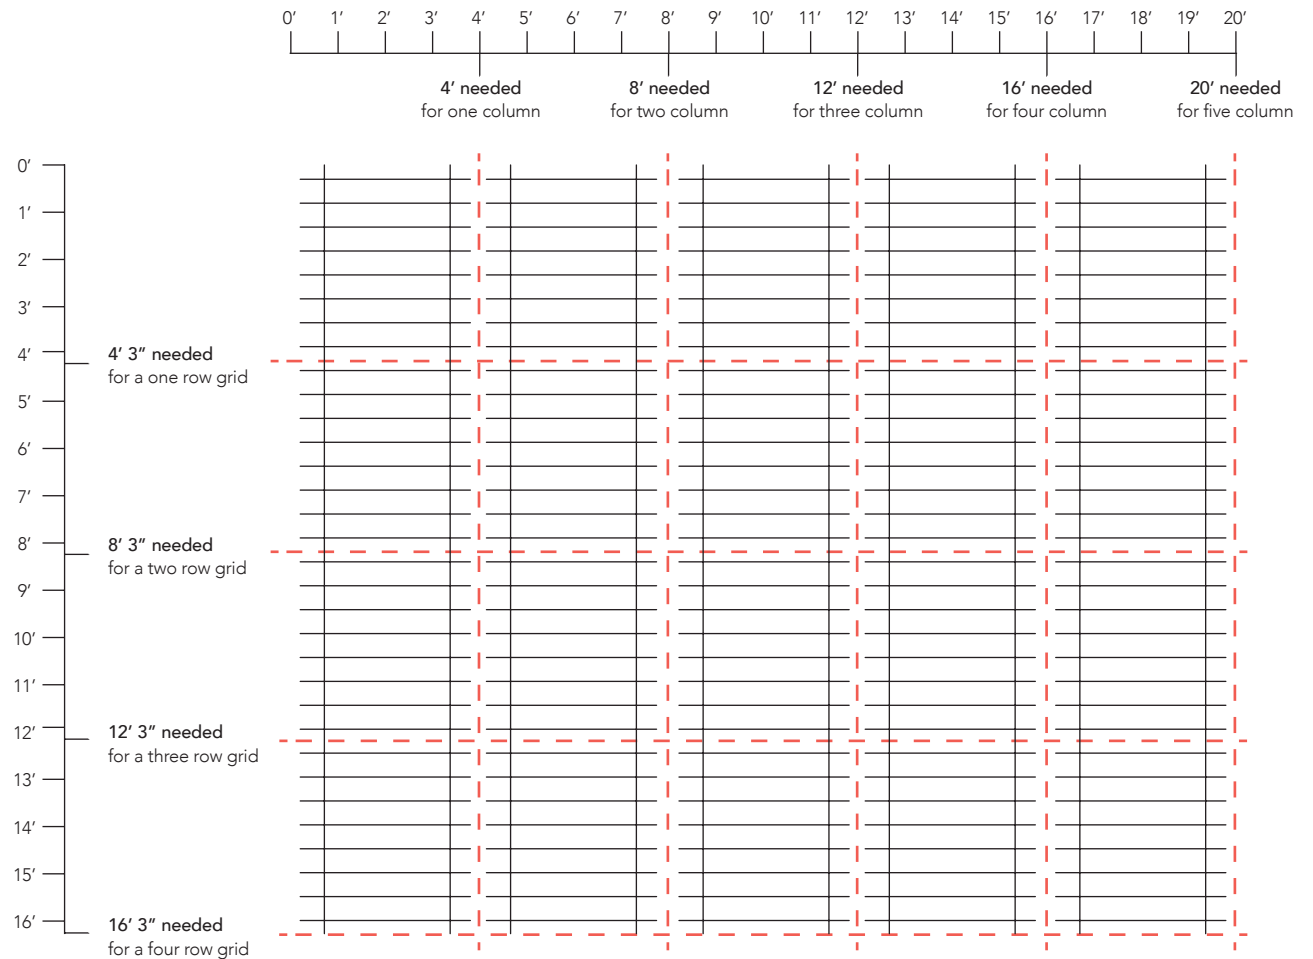 0’ 1’ 2’ 3’ 4’ 5’ 6’ 7’ 8’ 9’ 10’ 11’ 12’ 13’ 14’ 15’ 16’ 17’ 18’ 19’ 20’
4’ needed
for one column
8’ needed
for two column
12’ needed
for three column
16’ needed
for four column
20’ needed
for five column
0’
1’
2’
3’
4’
4’ 3” needed
for a one row grid
5’
6’
7’
8’
8’ 3” needed
for a two row grid
9’
10’
11’
12’
12’ 3” needed
for a three row grid
13’
14’
15’
16’
16’ 3” needed
for a four row grid